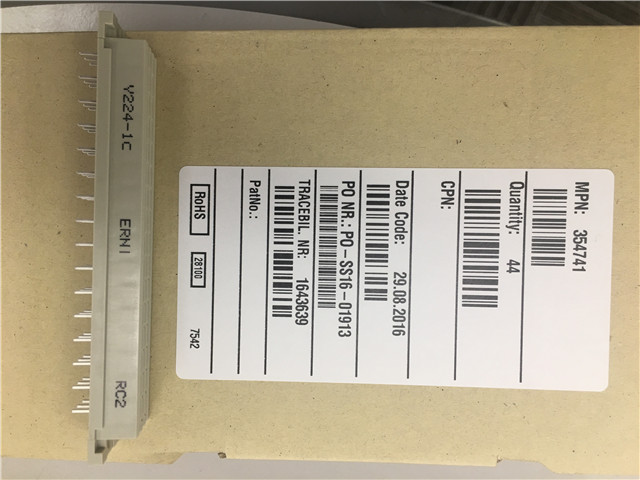 Y224-1C ERNI RC2
MPN: 354741
Quantity: 44
CPN:
Date Code: 29.08.2016
PO NR.: PO-SS16-01913
TRACEBIL. NR: 1643639
PatNo.:
RoHS 28100 7542